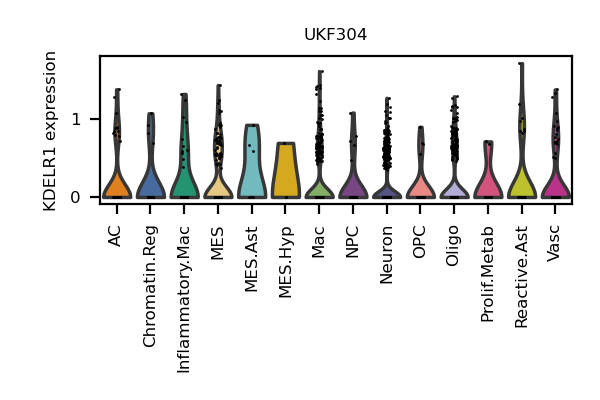 UKF304
KDELR1 expression
1
0
AC
Chromatin.Reg
Inflammatory.Mac
MES
MES.Ast
MES.Hyp
Mac
NPC
Neuron
OPC
Oligo
Prolif.Metab
Reactive.Ast
Vasc